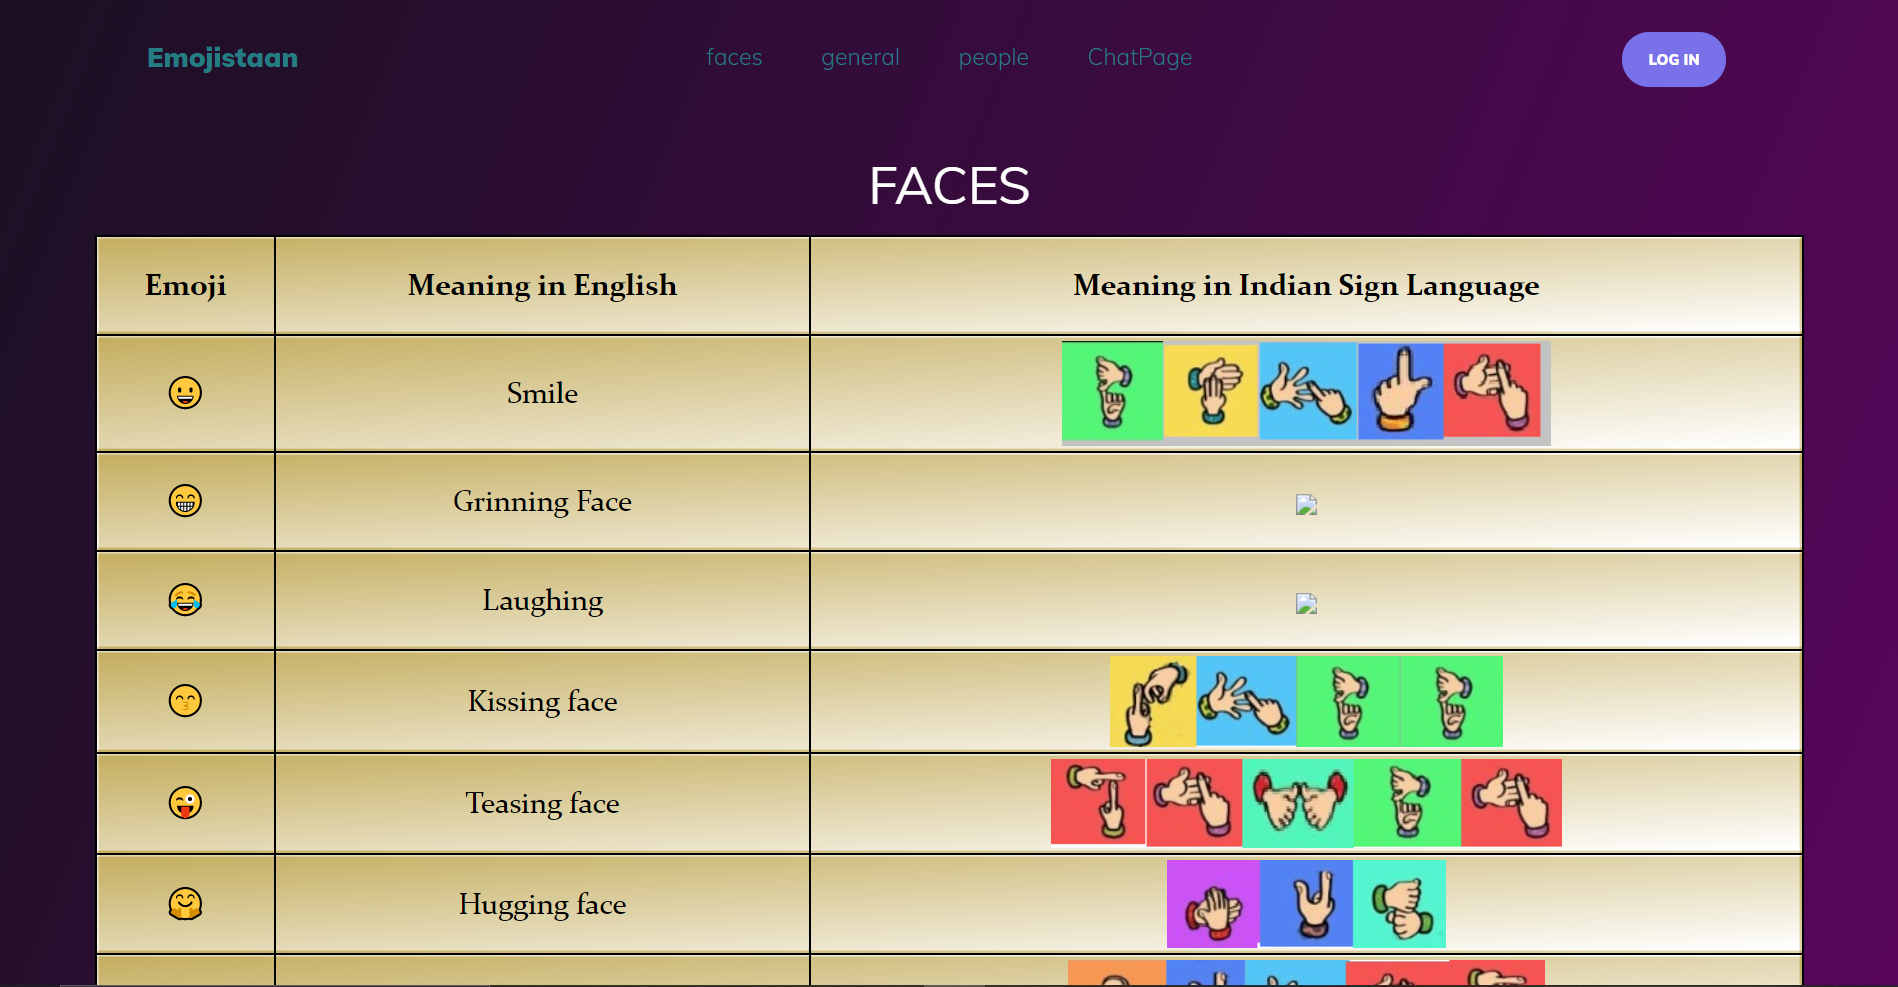 Emojistaan
faces general people ChatPage
LOG IN
FACES
Emoji Meaning in English Meaning in Indian Sign Language
Smile
Grinning Face
Laughing
Kissing face
Teasing face
Hugging face